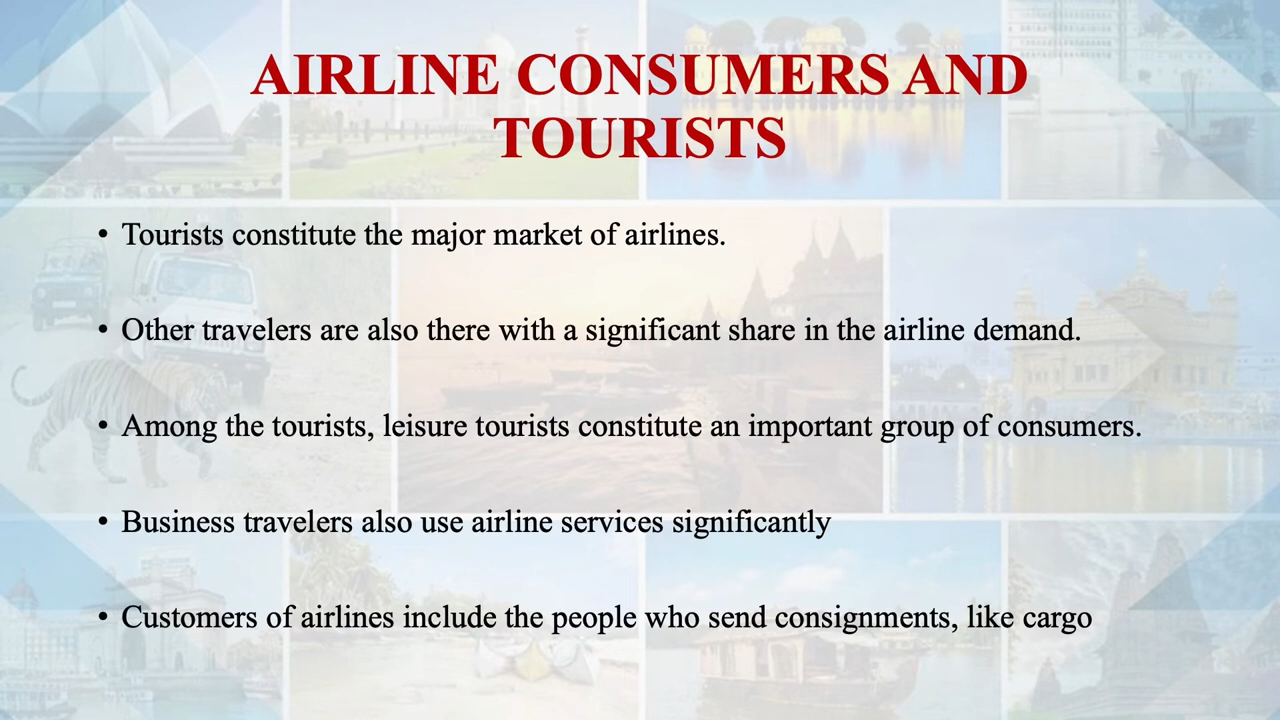 AIRLINE CONSUMERS AND
TOURISTS
• Tourists constitute the major market of airlines.
• Other travelers are also there with a significant share in the airline demand.
• Among the tourists, leisure tourists constitute an important group of consumers.
• Business travelers also use airline services significantly
• Customers of airlines include the people who send consignments, like cargo